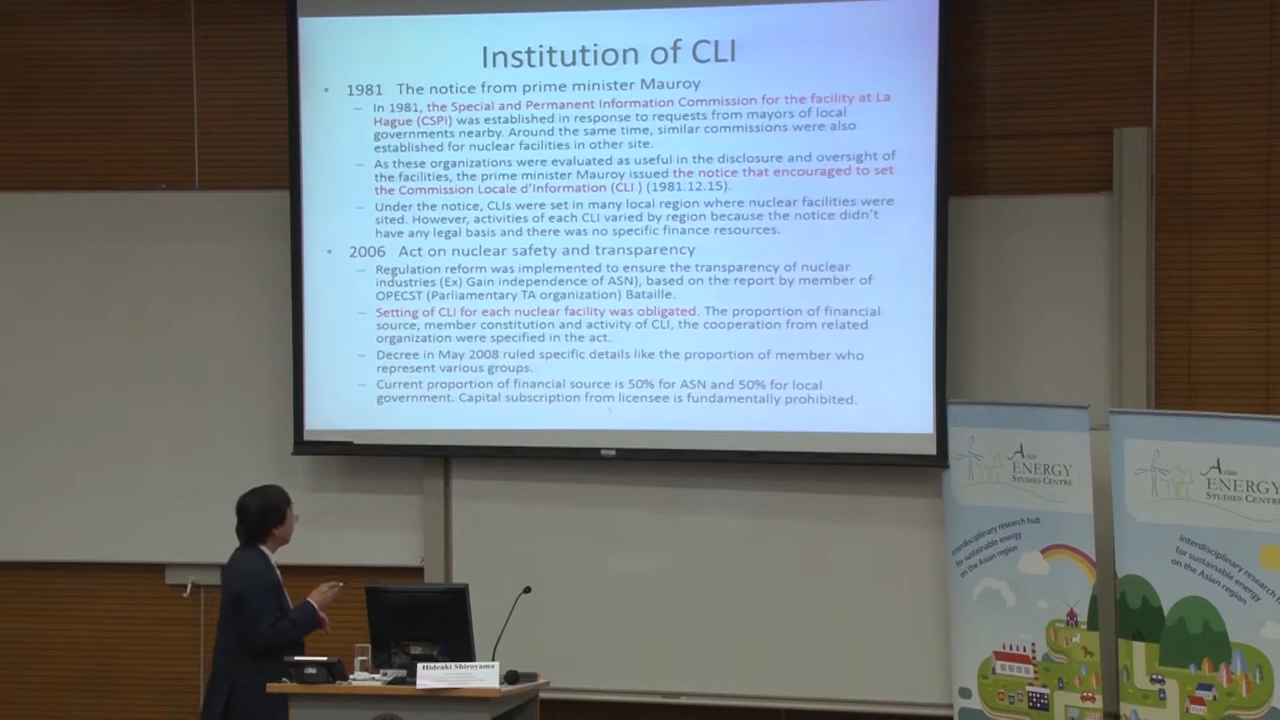 Institution of CLI
• 1981 The notice from prime minister Mauroy
– In 1981, the Special and Permanent Information Commission for the facility at La
Hague (CSPI) was established in response to requests from mayors of local
governments nearby. Around the same time, similar commissions were also
established for nuclear facilities in other site.
– As these organizations were evaluated as useful in the disclosure and oversight of
the facilities, the prime minister Mauroy issued the notice that encouraged to set
the Commission Locale d'Information (CLI ) (1981.12.15).
– Under the notice, CLIs were set in many local region where nuclear facilities were
sited. However, activities of each CLI varied by region because the notice didn't
have any legal basis and there was no specific finance resources.
• 2006 Act on nuclear safety and transparency
– Regulation reform was implemented to ensure the transparency of nuclear
industries (Ex) Gain independence of ASN), based on the report by member of
OPECST (Parliamentary TA organization) Bataille.
– Setting of CLI for each nuclear facility was obligated. The proportion of financial
source, member constitution and activity of CLI, the cooperation from related
organization were specified in the act.
– Decree in May 2008 ruled specific details like the proportion of member who
represent various groups.
– Current proportion of financial source is 50% for ASN and 50% for local
government. Capital subscription from licensee is fundamentally prohibited.
5
Asian
ENERGY
STUDIES CENTRE
Interdisciplinary research hub
for sustainable energy
on the Asian region
Asian
ENERGY
STUDIES CENTRE
Interdisciplinary research h
for sustainable energy
on the Asian region
Hideaki Shiroyama